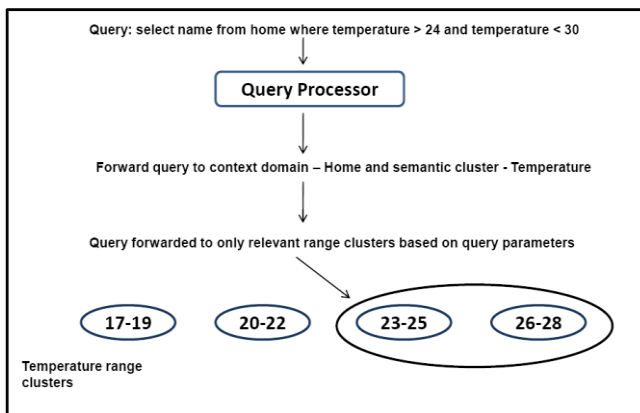 Query: select name from home where temperature > 24 and temperature < 30
Query Processor
Forward query to context domain – Home and semantic cluster - Temperature
Query forwarded to only relevant range clusters based on query parameters
17-19 20-22 23-25 26-28
Temperature range
clusters